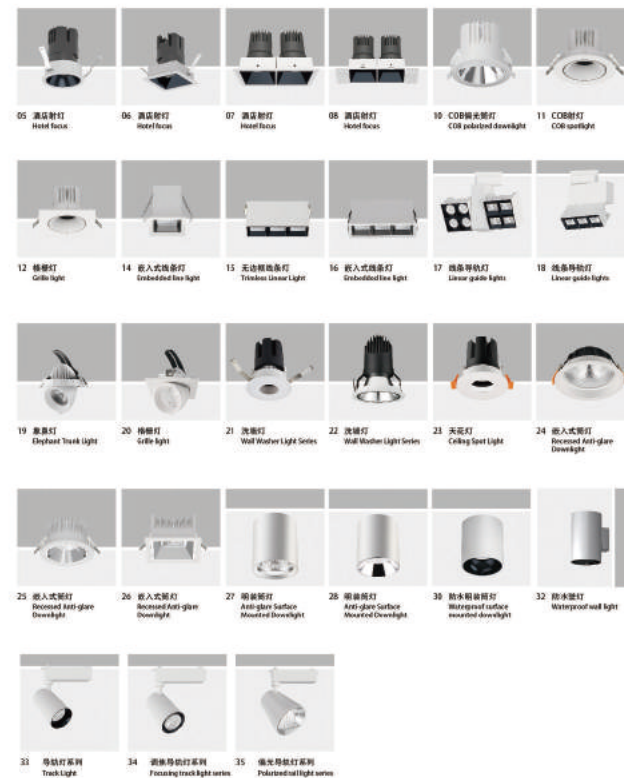 05 酒店射灯
Hotel focus
06 酒店射灯
Hotel focus
07 酒店射灯
Hotel focus
08 酒店射灯
Hotel focus
10 COB偏光筒灯
COB polarized downlight
11 COB射灯
COB spotlight
12 格栅灯
Grille light
14 嵌入式线条灯
Embedded line light
15 无边框线条灯
Trimless Linear Light
16 嵌入式线条灯
Embedded line light
17 线条导轨灯
Linear guide lights
18 线条导轨灯
Linear guide lights
19 象鼻灯
Elephant Trunk Light
20 格栅灯
Grille light
21 洗墙灯
Wall Washer Light Series
22 洗墙灯
Wall Washer Light Series
23 天花灯
Ceiling Spot Light
24 嵌入式筒灯
Recessed Anti-glare
Downlight
25 嵌入式筒灯
Recessed Anti-glare
Downlight
26 嵌入式筒灯
Recessed Anti-glare
Downlight
27 明装筒灯
Anti-glare Surface
Mounted Downlight
28 明装筒灯
Anti-glare Surface
Mounted Downlight
30 防水明装筒灯
Waterproof surface
mounted downlight
32 防水壁灯
Waterproof wall light
33 导轨灯系列
Track Light
34 调焦导轨灯系列
Focusing track light series
35 偏光导轨灯系列
Polarized rail light series